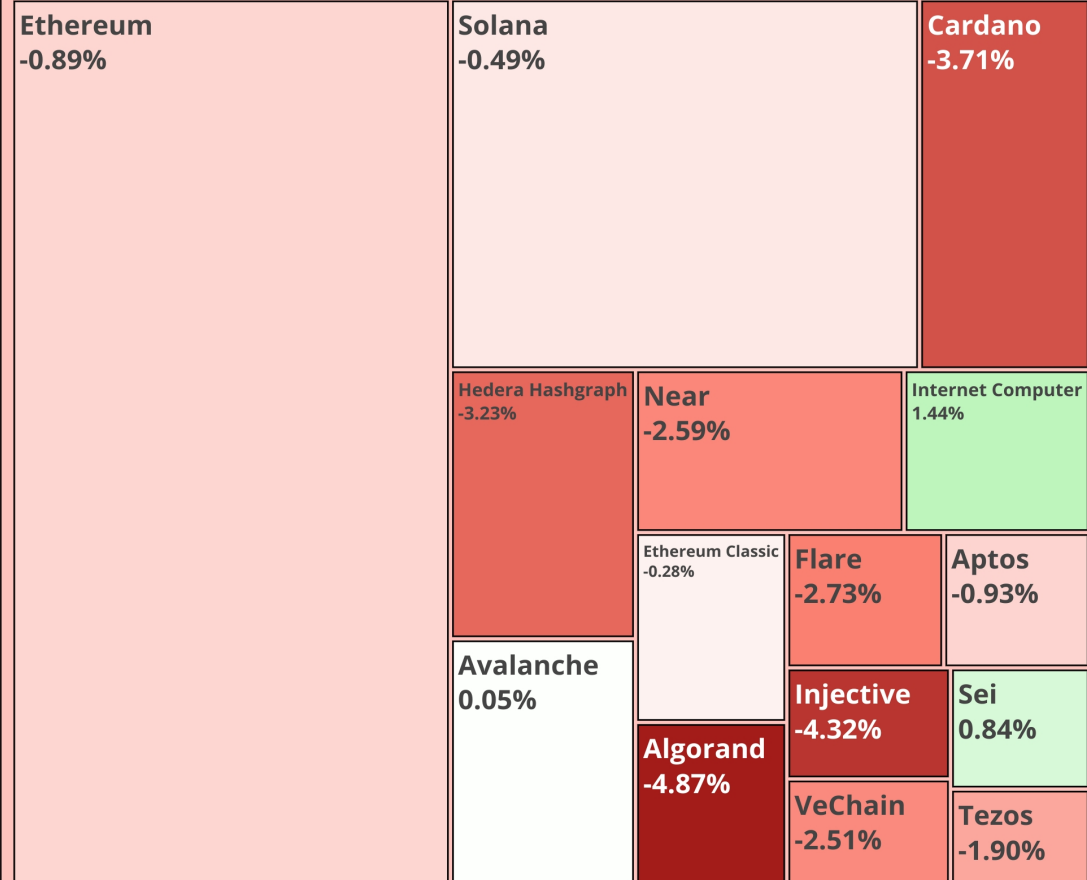 Ethereum
-0.89%
Solana
-0.49%
Cardano
-3.71%
Hedera Hashgraph
-3.23%
Near
-2.59%
Internet Computer
1.44%
Ethereum Classic
-0.28%
Flare
-2.73%
Aptos
-0.93%
Avalanche
0.05%
Injective
-4.32%
Sei
0.84%
Algorand
-4.87%
VeChain
-2.51%
Tezos
-1.90%